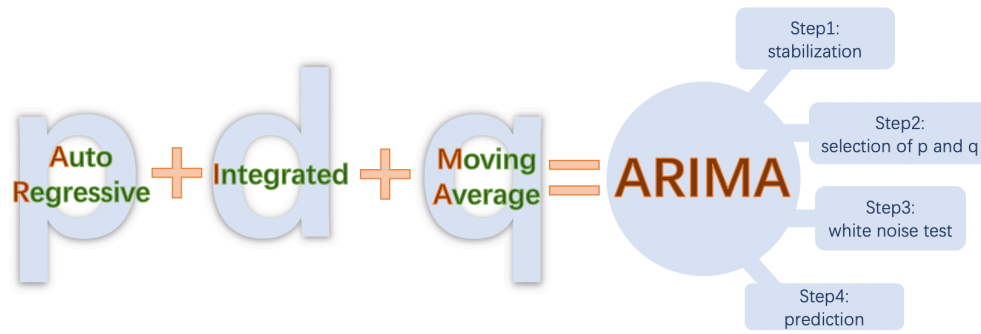 p
Auto
Regressive
+
d
Integrated
+
q
Moving
Average
=
ARIMA
Step1:
stabilization
Step2:
selection of p and q
Step3:
white noise test
Step4:
prediction